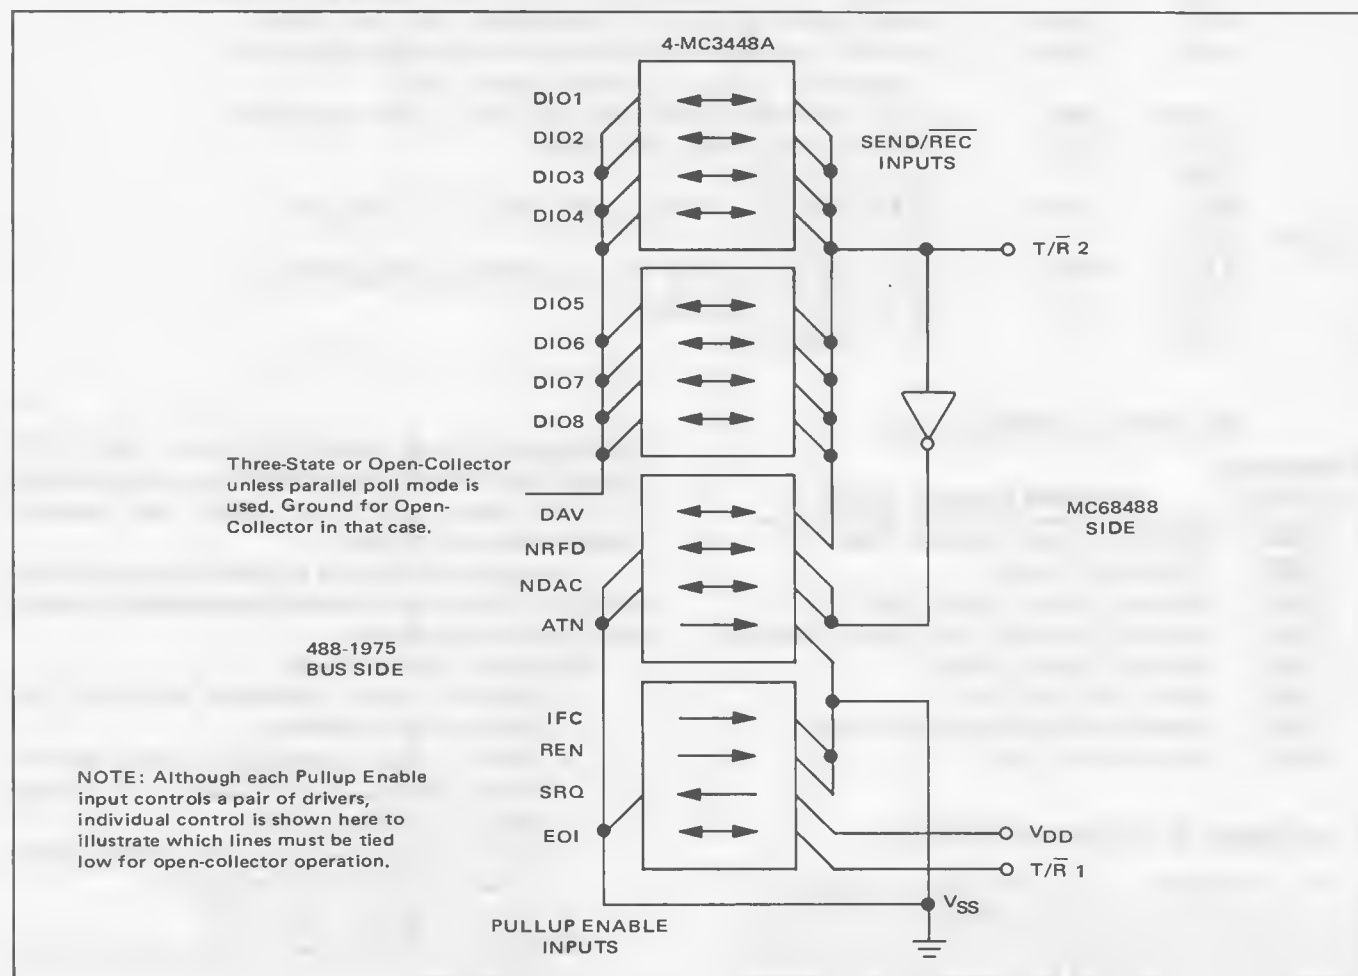 4-MC3448A
DIO1
DIO2
DIO3
DIO4
SEND/REC
INPUTS
T/R 2
DIO5
DIO6
DIO7
DIO8
Three-State or Open-Collector
unless parallel poll mode is
used. Ground for Open-
Collector in that case.
DAV
NRFD
NDAC
ATN
MC68488
SIDE
488-1975
BUS SIDE
IFC
REN
SRQ
EOI
NOTE: Although each Pullup Enable
input controls a pair of drivers,
individual control is shown here to
illustrate which lines must be tied
low for open-collector operation.
VDD
T/R 1
VSS
PULLUP ENABLE
INPUTS